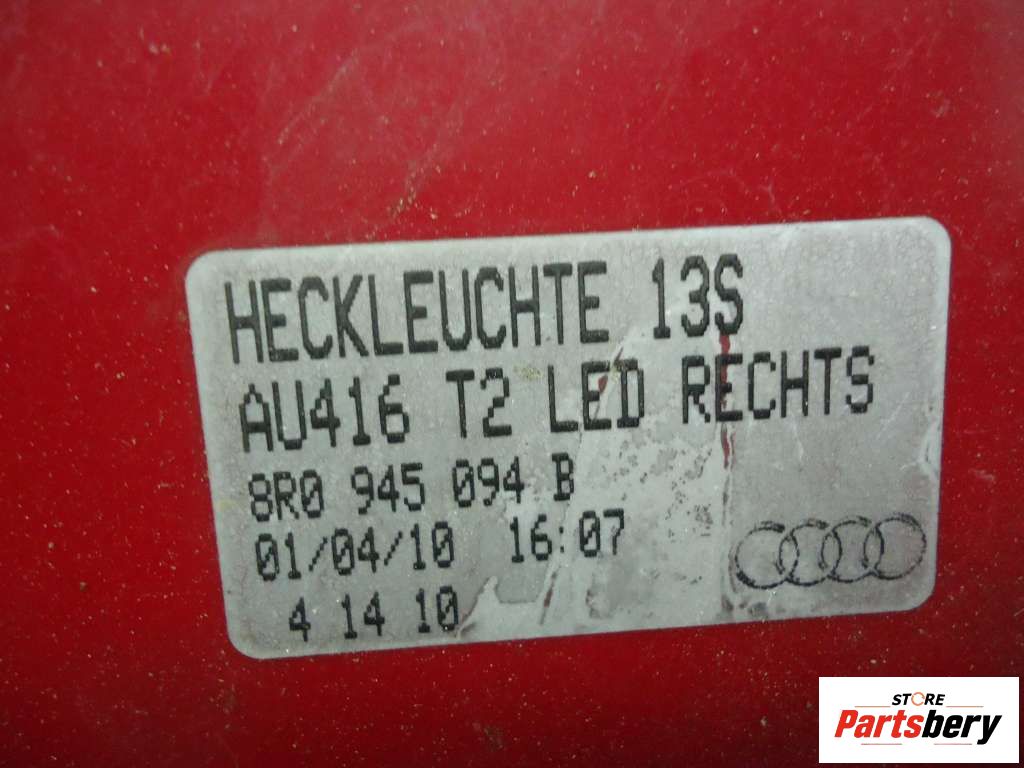 HECKLEUCHTE 13S
AU416 T2 LED RECHTS
8R0 945 094 B
01/04/10 16:07
4 14 10
STORE
Partsbery